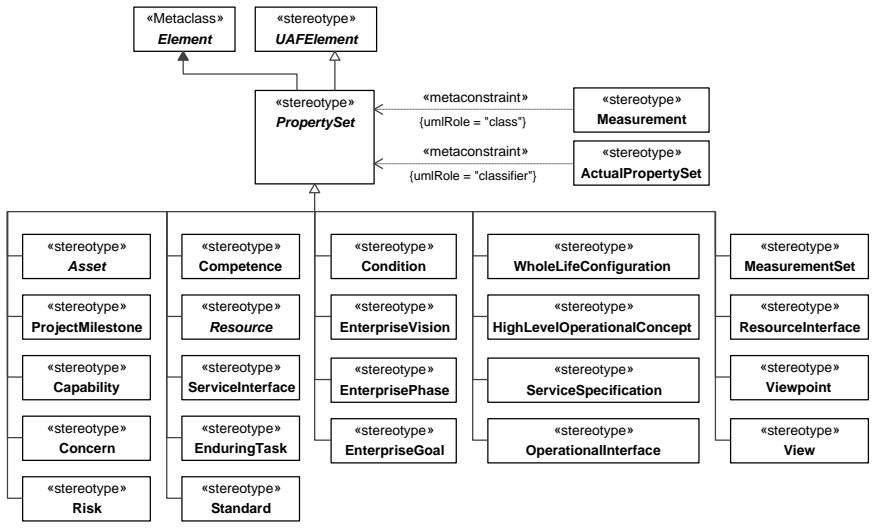 «Metaclass»
Element
«stereotype»
UAFElement
«stereotype»
PropertySet
«metaconstraint»
{umlRole = "class"}
«stereotype»
Measurement
«metaconstraint»
{umlRole = "classifier"}
«stereotype»
ActualPropertySet
«stereotype»
Asset
«stereotype»
Competence
«stereotype»
Condition
«stereotype»
WholeLifeConfiguration
«stereotype»
MeasurementSet
«stereotype»
ProjectMilestone
«stereotype»
Resource
«stereotype»
EnterpriseVision
«stereotype»
HighLevelOperationalConcept
«stereotype»
ResourceInterface
«stereotype»
Capability
«stereotype»
ServiceInterface
«stereotype»
EnterprisePhase
«stereotype»
ServiceSpecification
«stereotype»
Viewpoint
«stereotype»
Concern
«stereotype»
EnduringTask
«stereotype»
EnterpriseGoal
«stereotype»
OperationalInterface
«stereotype»
View
«stereotype»
Risk
«stereotype»
Standard